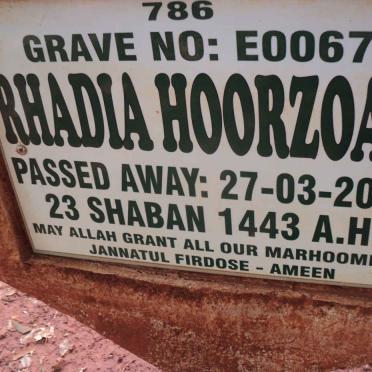 786
GRAVE NO: E0067
RHADIA HOORZOA
PASSED AWAY: 27-03-20
23 SHABAN 1443 A.H
MAY ALLAH GRANT ALL OUR MARHOOM
JANNATUL FIRDOSE - AMEEN